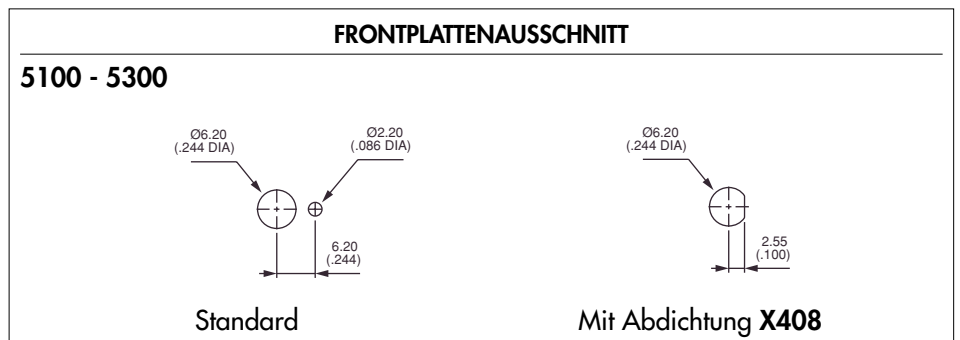 FRONTPLATTENAUSSCHNITT
5100 - 5300
Ø6.20
(.244 DIA)
Ø2.20
(.086 DIA)
6.20
(.244)
Standard
Ø6.20
(.244 DIA)
2.55
(.100)
Mit Abdichtung X408